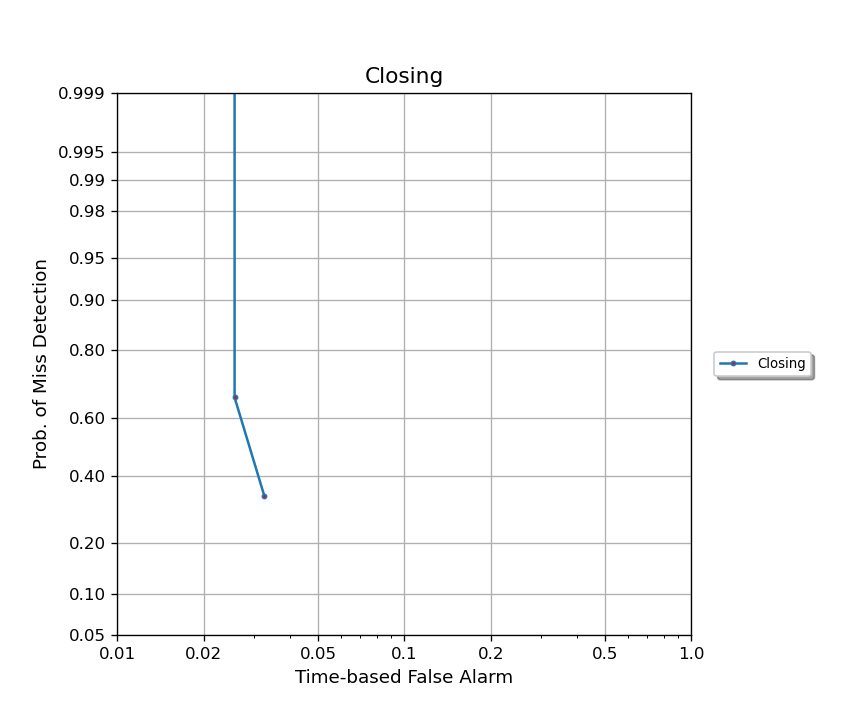 Closing
0.999
0.995
0.99
0.98
0.95
0.90
0.80
0.60
0.40
0.20
0.10
0.05
Prob. of Miss Detection
0.01 0.02 0.05 0.1 0.2 0.5 1.0
Time-based False Alarm
Closing